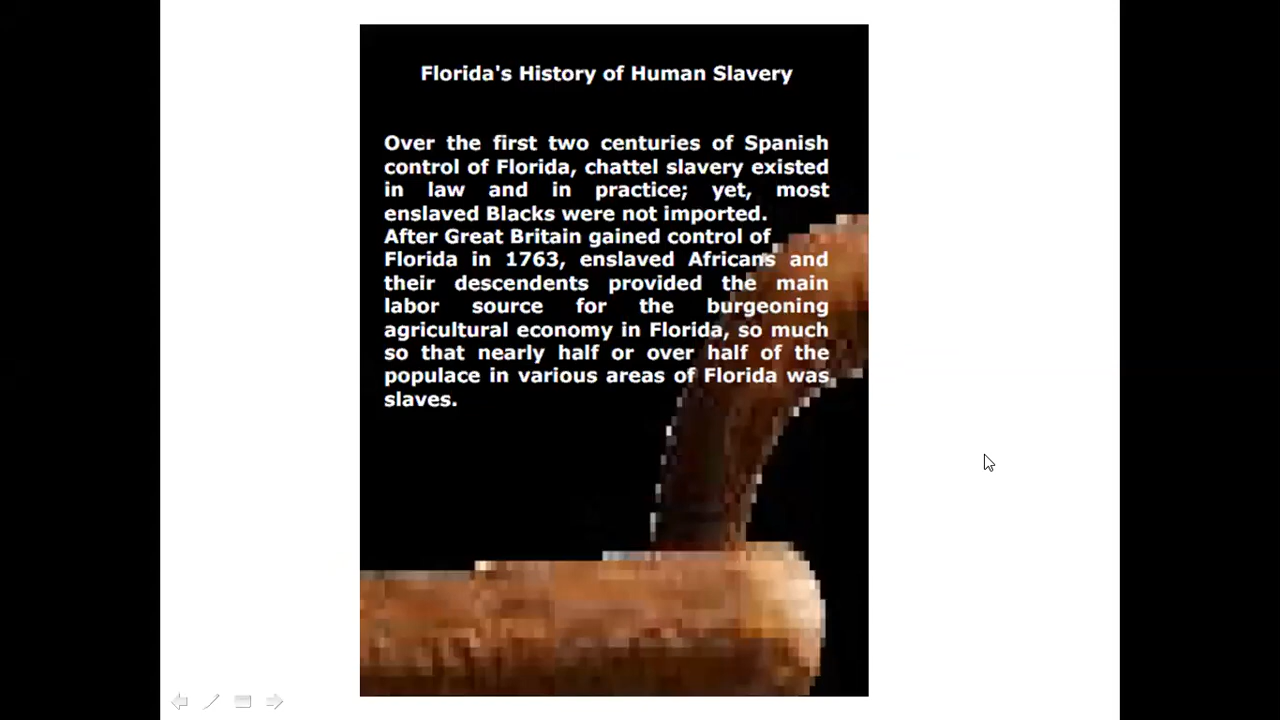 Florida's History of Human Slavery
Over the first two centuries of Spanish
control of Florida, chattel slavery existed
in law and in practice; yet, most
enslaved Blacks were not imported.
After Great Britain gained control of
Florida in 1763, enslaved Africans and
their descendents provided the main
labor source for the burgeoning
agricultural economy in Florida, so much
so that nearly half or over half of the
populace in various areas of Florida was
slaves.